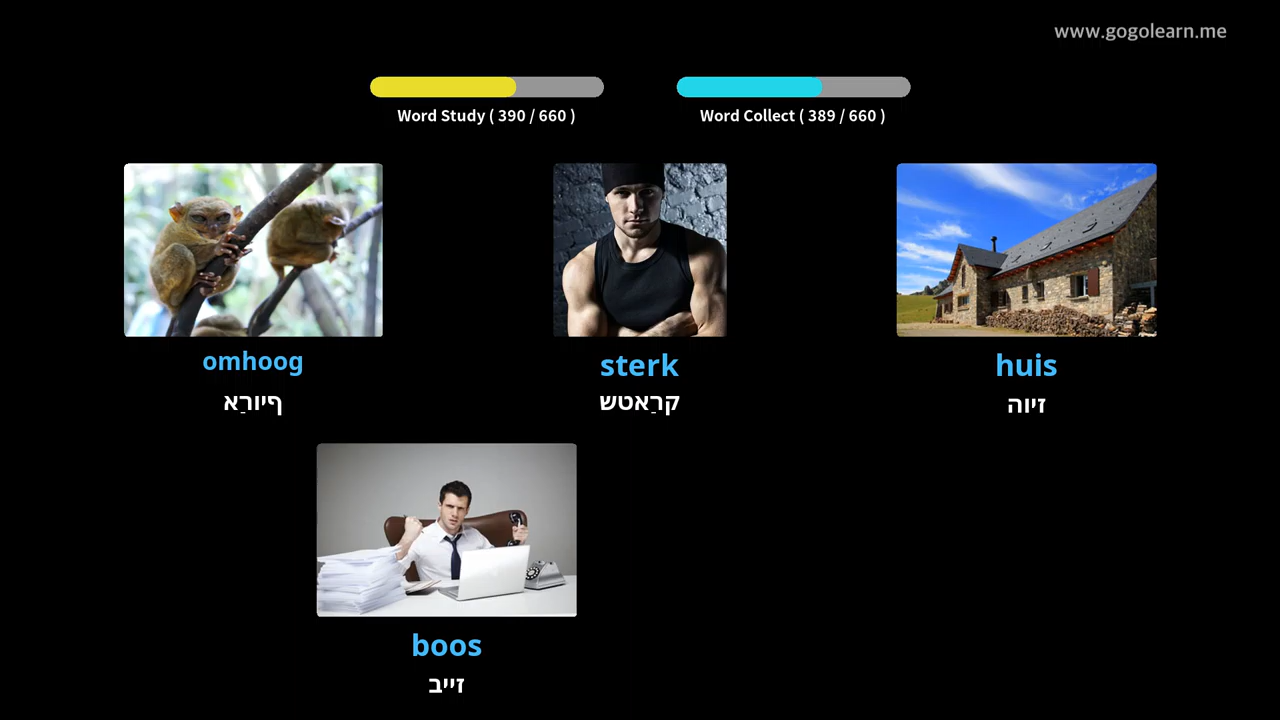 www.gogolearn.me
Word Study ( 390 / 660 )
Word Collect ( 389 / 660 )
omhoog
ףיורַא
sterk
קרַאטש
huis
זיוה
boos
זייב